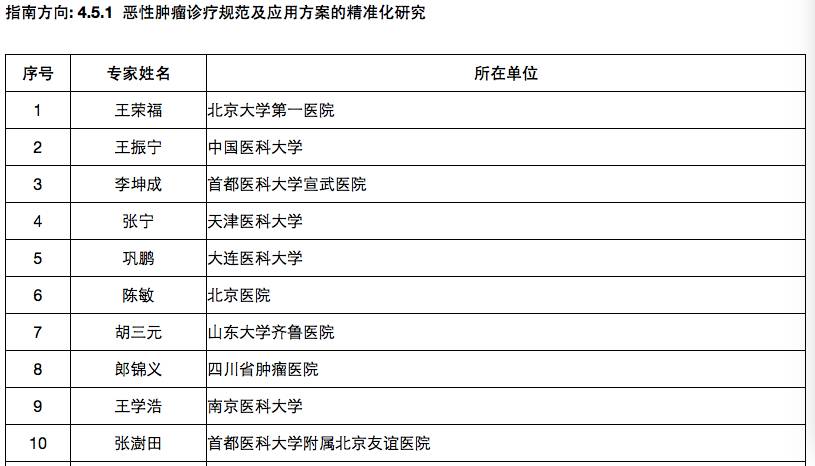 指南方向: 4.5.1 恶性肿瘤诊疗规范及应用方案的精准化研究
序号 专家姓名 所在单位
1 王荣福 北京大学第一医院
2 王振宁 中国医科大学
3 李坤成 首都医科大学宣武医院
4 张宁 天津医科大学
5 巩鹏 大连医科大学
6 陈敏 北京医院
7 胡三元 山东大学齐鲁医院
8 郎锦义 四川省肿瘤医院
9 王学浩 南京医科大学
10 张澍田 首都医科大学附属北京友谊医院